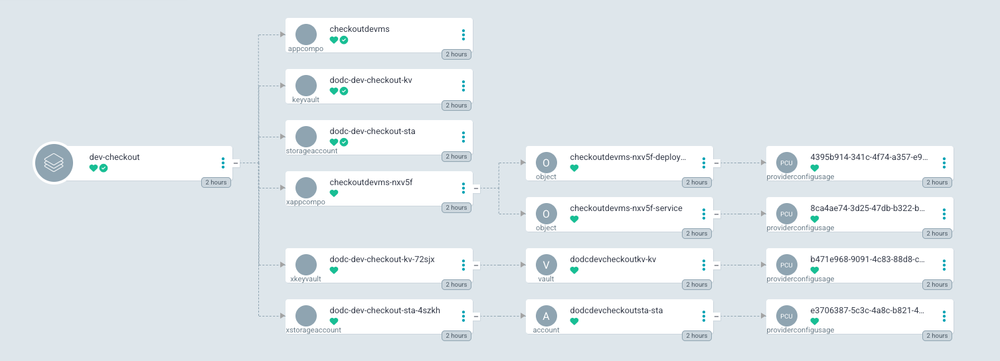 dev-checkout
2 hours
checkoutdevms
appcompo
2 hours
dodc-dev-checkout-kv
keyvault
2 hours
dodc-dev-checkout-sta
storageaccount
2 hours
checkoutdevms-nxv5f
xappcompo
2 hours
dodc-dev-checkout-kv-72sjx
xkeyvault
2 hours
dodc-dev-checkout-sta-4szkh
xstorageaccount
2 hours
O
checkoutdevms-nxv5f-deploy...
object
2 hours
O
checkoutdevms-nxv5f-service
object
2 hours
V
dodcdevcheckoutkv-kv
vault
2 hours
A
dodcdevcheckoutsta-sta
account
2 hours
PCU
4395b914-341c-4f74-a357-e9...
providerconfigusage
2 hours
PCU
8ca4ae74-3d25-47db-b322-b...
providerconfigusage
2 hours
PCU
b471e968-9091-4c83-88d8-c...
providerconfigusage
2 hours
PCU
e3706387-5c3c-4a8c-b821-4...
providerconfigusage
2 hours